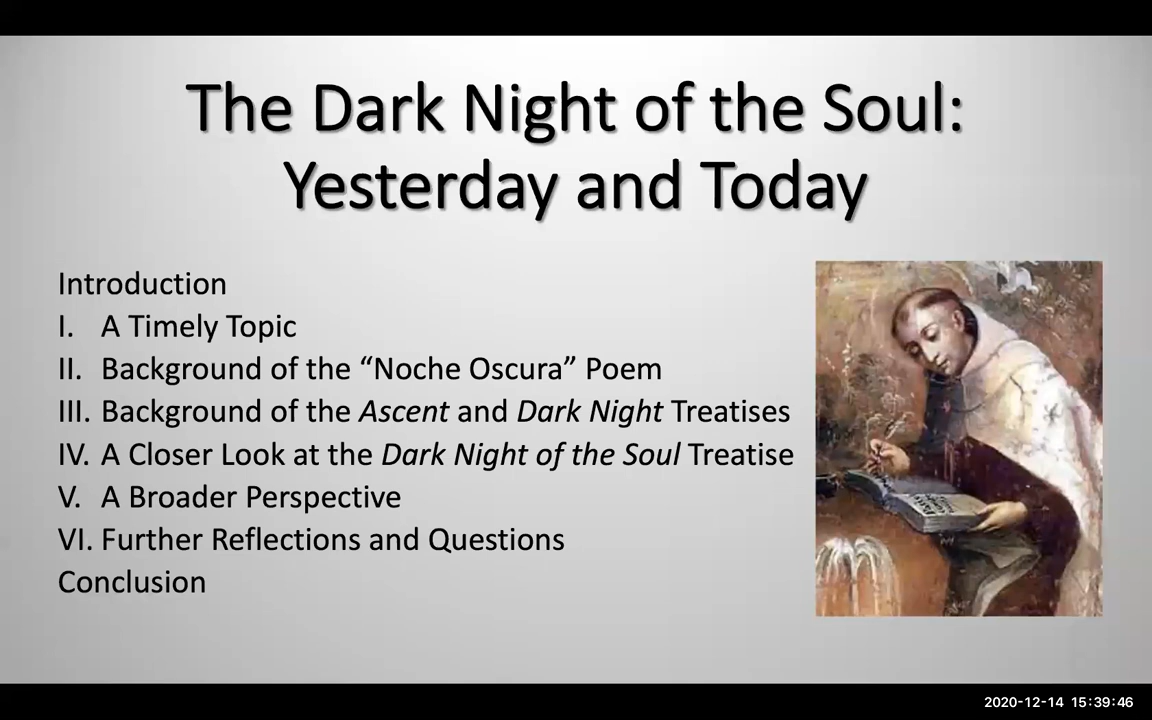 The Dark Night of the Soul:
Yesterday and Today
Introduction
I. A Timely Topic
II. Background of the “Noche Oscura” Poem
III. Background of the Ascent and Dark Night Treatises
IV. A Closer Look at the Dark Night of the Soul Treatise
V. A Broader Perspective
VI. Further Reflections and Questions
Conclusion
2020-12-14 15:39:46